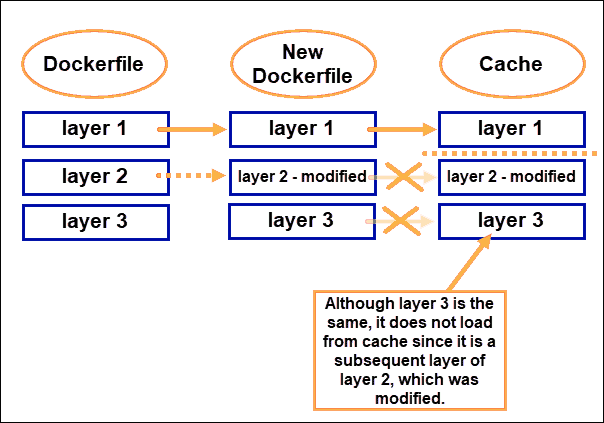 Dockerfile
New
Dockerfile
Cache
layer 1
layer 1
layer 1
layer 2
layer 2 - modified
layer 2 - modified
layer 3
layer 3
layer 3
Although layer 3 is the
same, it does not load
from cache since it is a
subsequent layer of
layer 2, which was
modified.